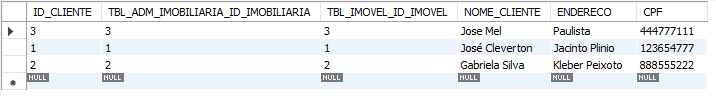 ID_CLIENTE TBL_ADM_IMOBILIARIA_ID_IMOBILIARIA TBL_IMOVEL_ID_IMOVEL NOME_CLIENTE ENDERECO CPF
3 3 3 Jose Mel Paulista 444777111
1 1 1 José Cleverton Jacinto Plinio 123654777
2 2 2 Gabriela Silva Kleber Peixoto 888555222
NULL NULL NULL NULL NULL NULL